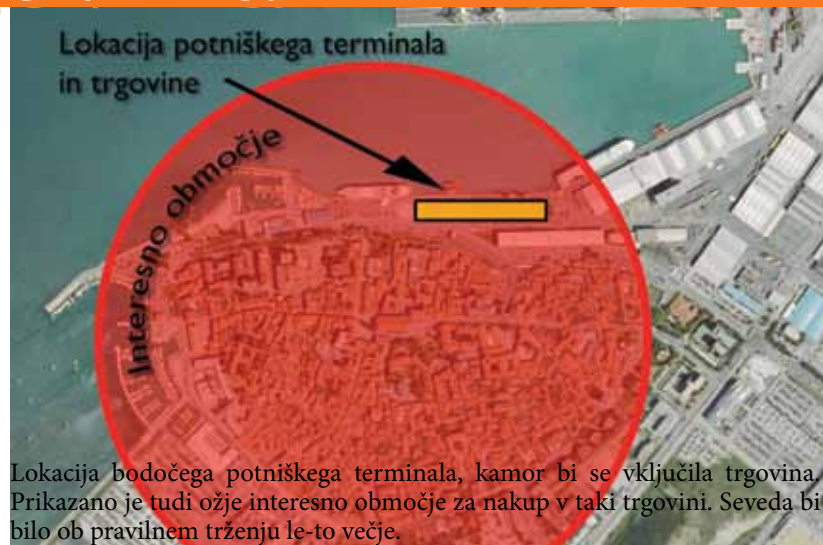 Lokacija potniškega terminala
in trgovine
Interesno območje
Lokacija bodočega potniškega terminala, kamor bi se vključila trgovina.
Prikazano je tudi ožje interesno območje za nakup v taki trgovini. Seveda bi
bilo ob pravilnem trženju le-to večje.